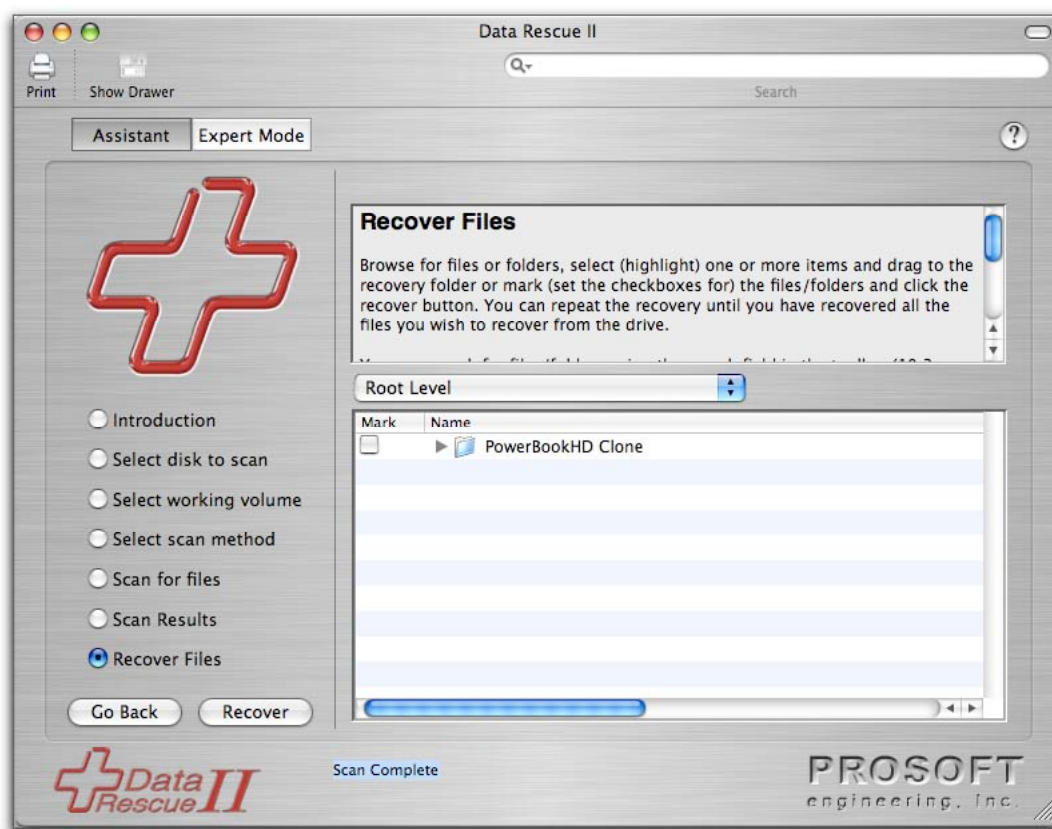 Data Rescue II
Print
Show Drawer
Search
Assistant
Expert Mode
?
Recover Files
Browse for files or folders, select (highlight) one or more items and drag to the
recovery folder or mark (set the checkboxes for) the files/folders and click the
recover button. You can repeat the recovery until you have recovered all the
files you wish to recover from the drive.
Root Level
Mark Name
PowerBookHD Clone
Introduction
Select disk to scan
Select working volume
Select scan method
Scan for files
Scan Results
Recover Files
Go Back
Recover
Data
Rescue II
Scan Complete
PROSOFT
engineering, inc.